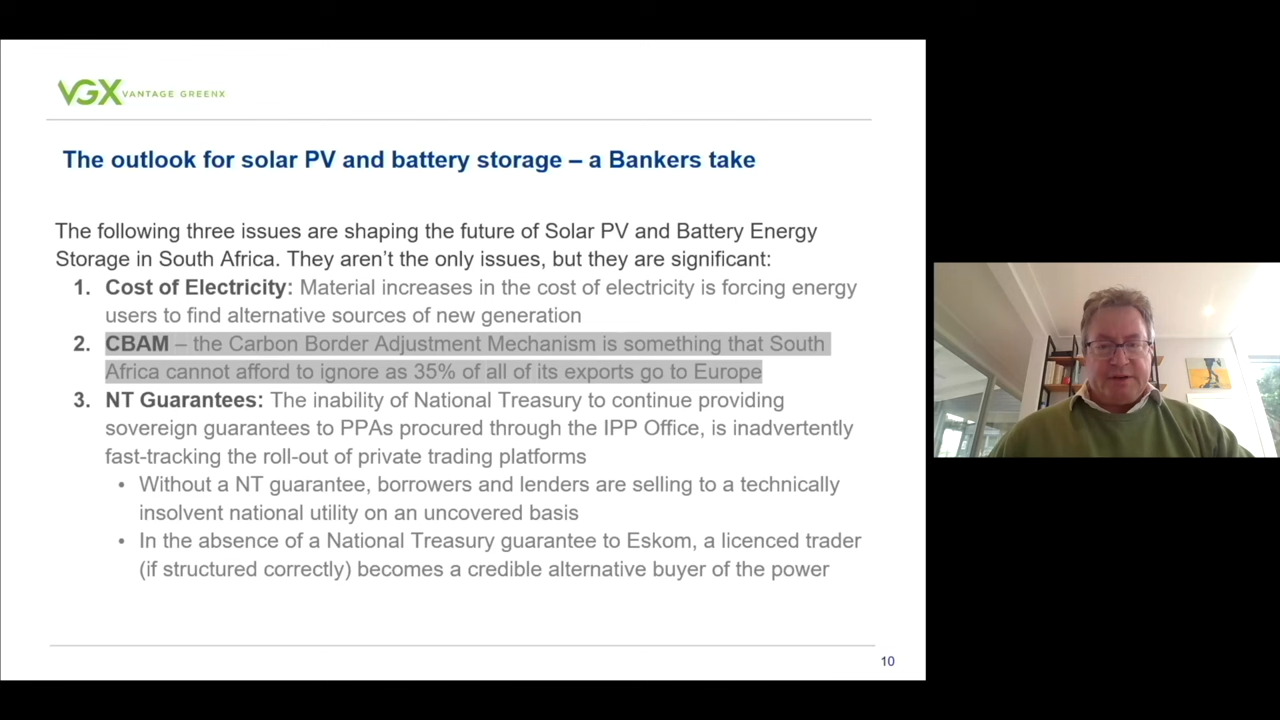 VGX VANTAGE GREENX
The outlook for solar PV and battery storage – a Bankers take
The following three issues are shaping the future of Solar PV and Battery Energy
Storage in South Africa. They aren't the only issues, but they are significant:
1. Cost of Electricity: Material increases in the cost of electricity is forcing energy
users to find alternative sources of new generation
2. CBAM – the Carbon Border Adjustment Mechanism is something that South
Africa cannot afford to ignore as 35% of all of its exports go to Europe
3. NT Guarantees: The inability of National Treasury to continue providing
sovereign guarantees to PPAs procured through the IPP Office, is inadvertently
fast-tracking the roll-out of private trading platforms
• Without a NT guarantee, borrowers and lenders are selling to a technically
insolvent national utility on an uncovered basis
• In the absence of a National Treasury guarantee to Eskom, a licenced trader
(if structured correctly) becomes a credible alternative buyer of the power
10